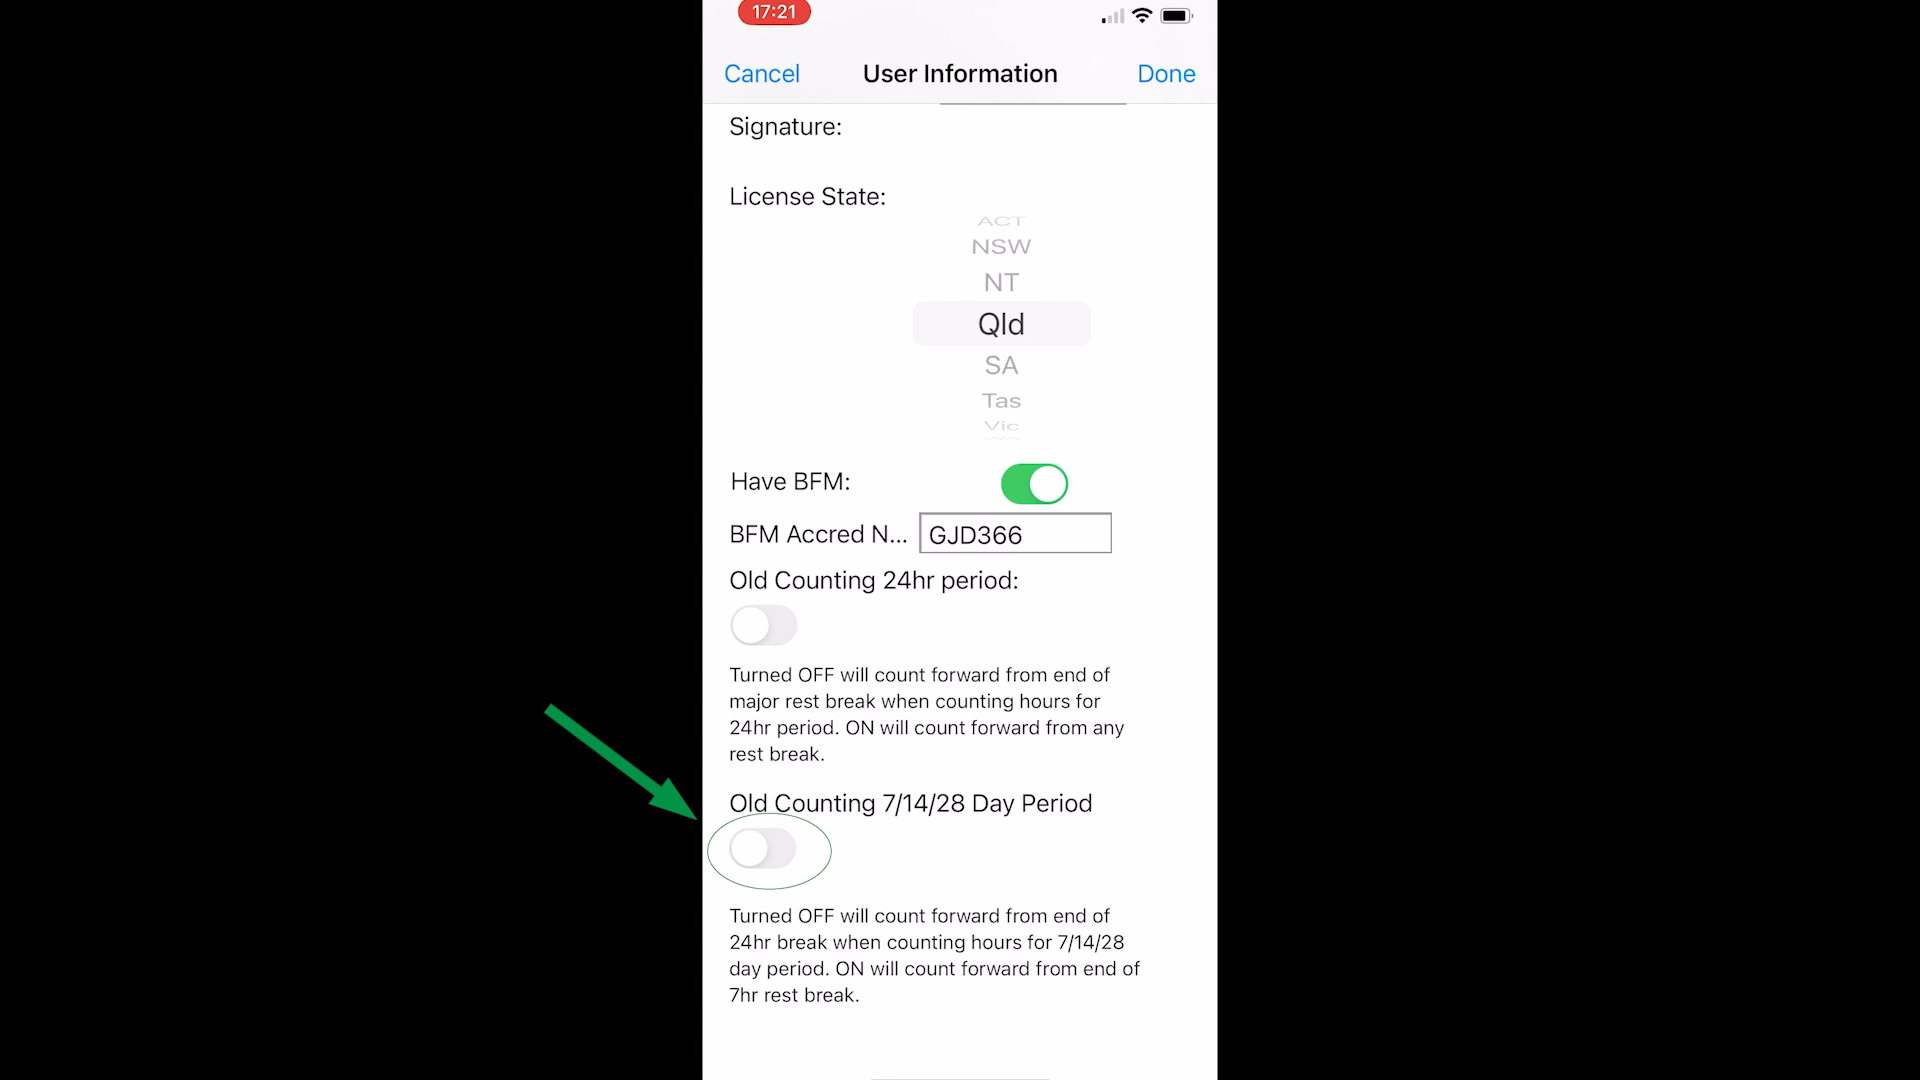 17:21
Cancel User Information Done
Signature:
License State:
ACT
NSW
NT
Qld
SA
Tas
Vic
Have BFM:
BFM Accred N... GJD366
Old Counting 24hr period:
Turned OFF will count forward from end of
major rest break when counting hours for
24hr period. ON will count forward from any
rest break.
Old Counting 7/14/28 Day Period
Turned OFF will count forward from end of
24hr break when counting hours for 7/14/28
day period. ON will count forward from end of
7hr rest break.